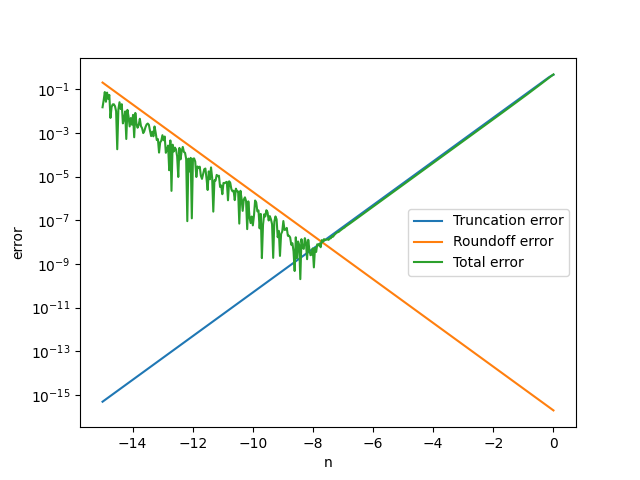 10⁻¹
10⁻³
10⁻⁵
10⁻⁷
10⁻⁹
10⁻¹¹
10⁻¹³
10⁻¹⁵
error
Truncation error
Roundoff error
Total error
−14 −12 −10 −8 −6 −4 −2 0
n